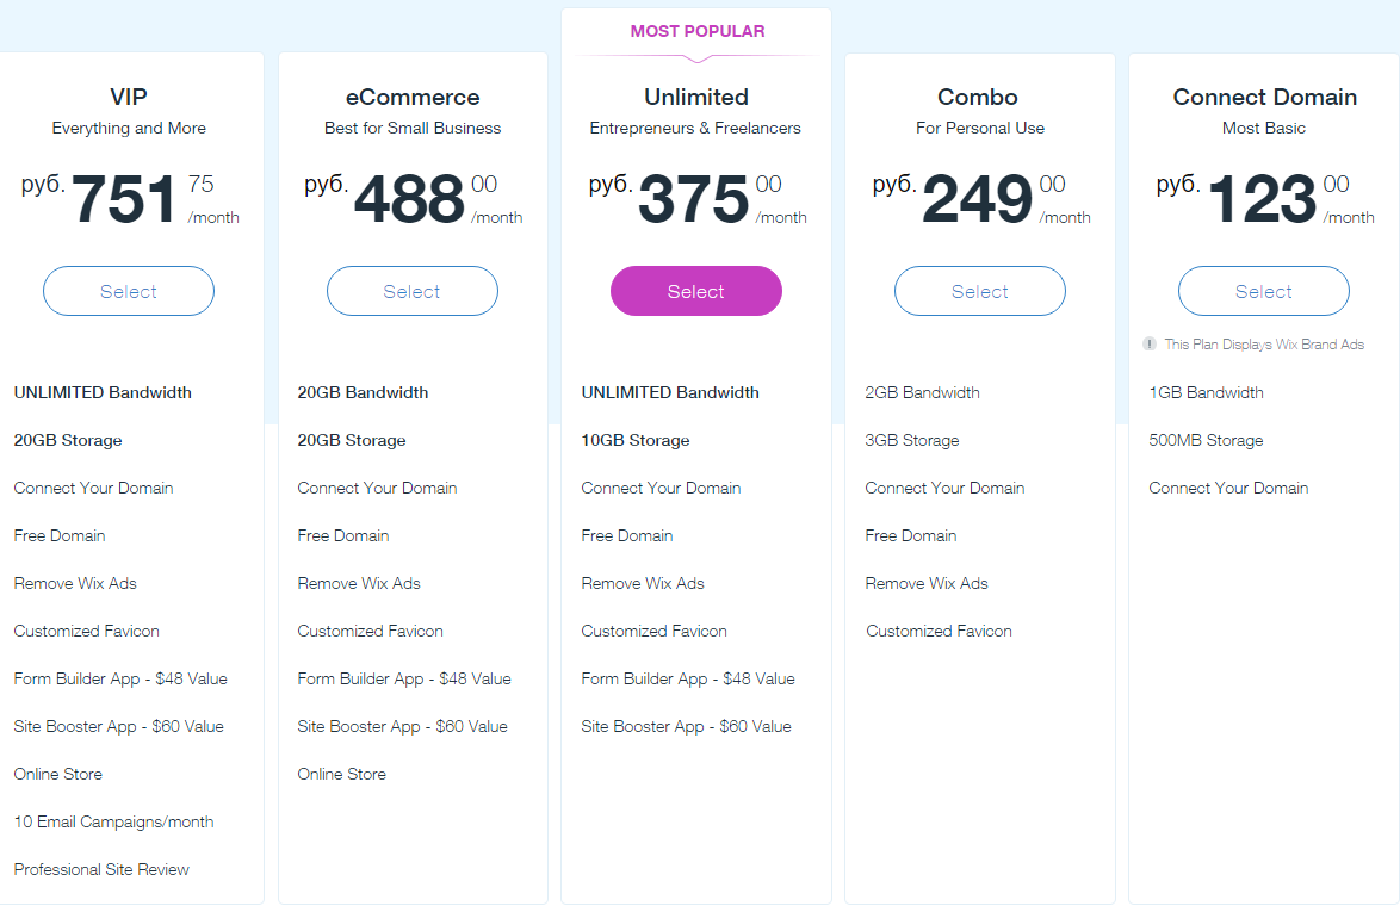 MOST POPULAR
VIP
Everything and More
руб. 751 75
/month
Select
UNLIMITED Bandwidth
20GB Storage
Connect Your Domain
Free Domain
Remove Wix Ads
Customized Favicon
Form Builder App - $48 Value
Site Booster App - $60 Value
Online Store
10 Email Campaigns/month
Professional Site Review
eCommerce
Best for Small Business
руб. 488 00
/month
Select
20GB Bandwidth
20GB Storage
Connect Your Domain
Free Domain
Remove Wix Ads
Customized Favicon
Form Builder App - $48 Value
Site Booster App - $60 Value
Online Store
Unlimited
Entrepreneurs & Freelancers
руб. 375 00
/month
Select
UNLIMITED Bandwidth
10GB Storage
Connect Your Domain
Free Domain
Remove Wix Ads
Customized Favicon
Form Builder App - $48 Value
Site Booster App - $60 Value
Combo
For Personal Use
руб. 249 00
/month
Select
2GB Bandwidth
3GB Storage
Connect Your Domain
Free Domain
Remove Wix Ads
Customized Favicon
Connect Domain
Most Basic
руб. 123 00
/month
Select
! This Plan Displays Wix Brand Ads
1GB Bandwidth
500MB Storage
Connect Your Domain